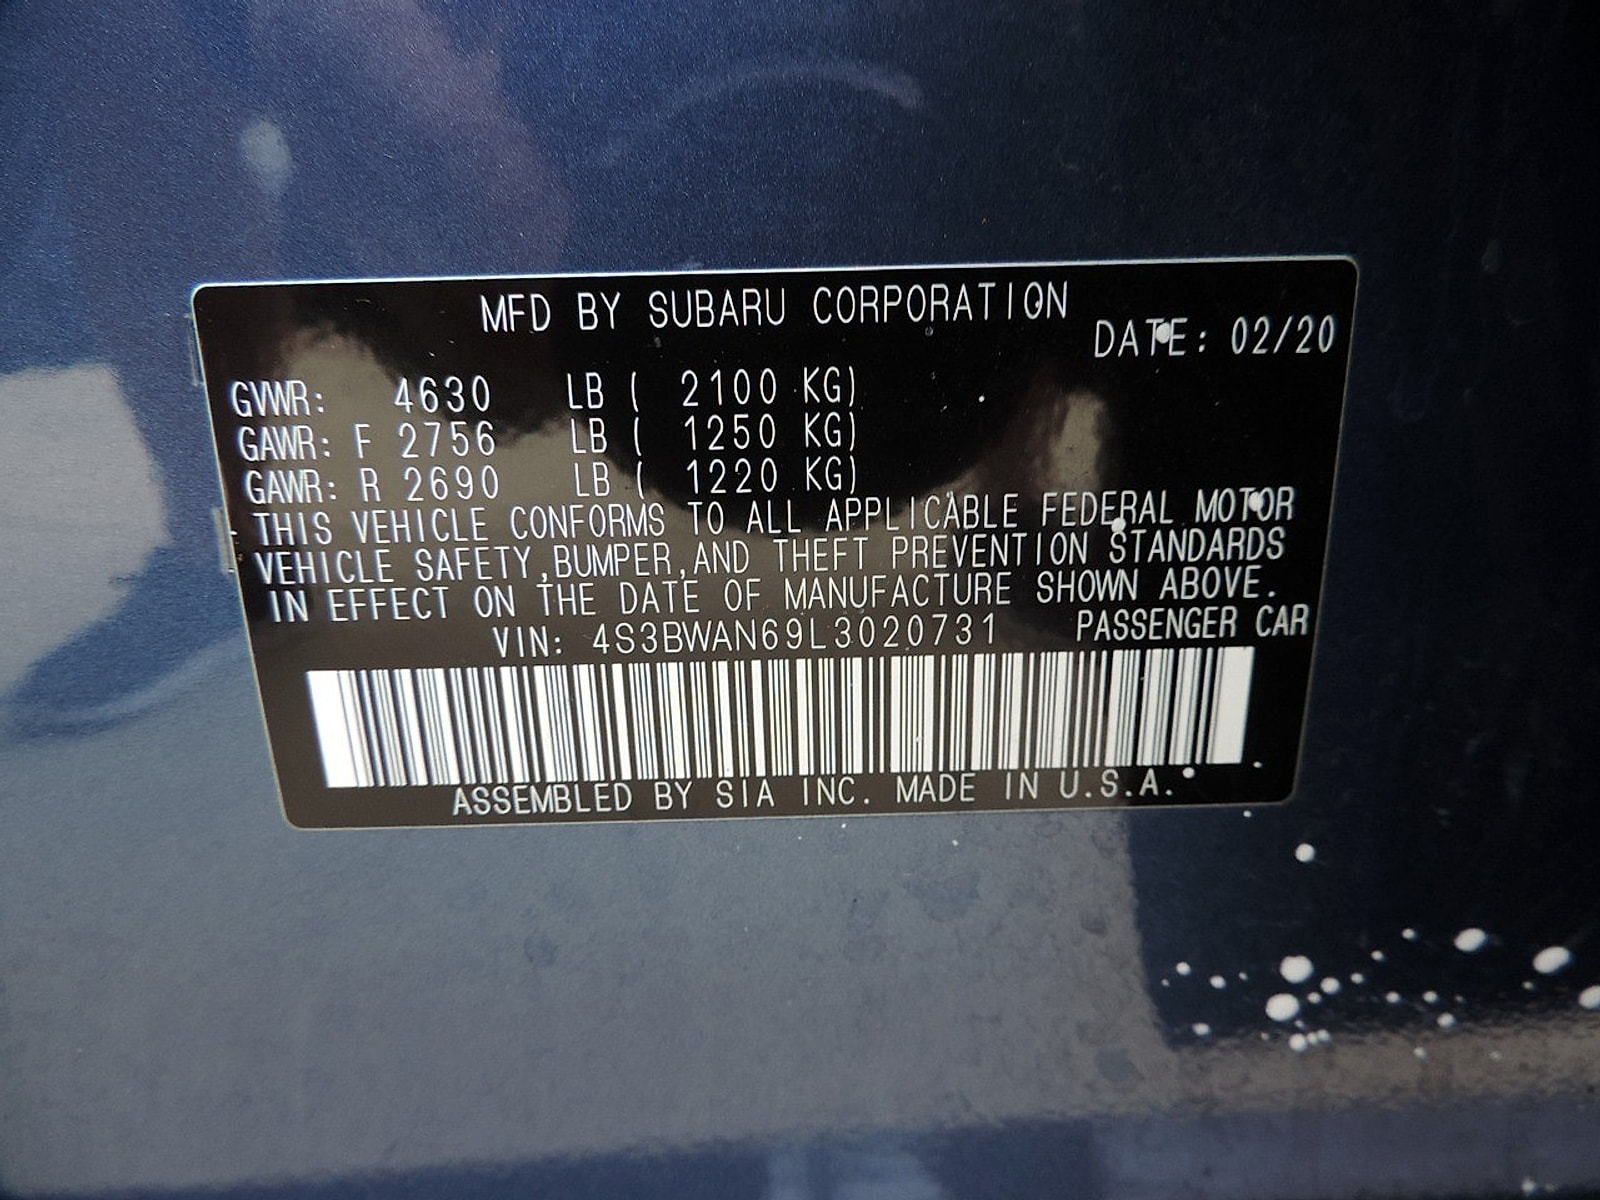 MFD BY SUBARU CORPORATION
DATE: 02/20
GVWR: 4630 LB ( 2100 KG)
GAWR: F 2756 LB ( 1250 KG)
GAWR: R 2690 LB ( 1220 KG)
THIS VEHICLE CONFORMS TO ALL APPLICABLE FEDERAL MOTOR
VEHICLE SAFETY,BUMPER,AND THEFT PREVENTION STANDARDS
IN EFFECT ON THE DATE OF MANUFACTURE SHOWN ABOVE.
VIN: 4S3BWAN69L3020731 PASSENGER CAR
ASSEMBLED BY SIA INC. MADE IN U.S.A.